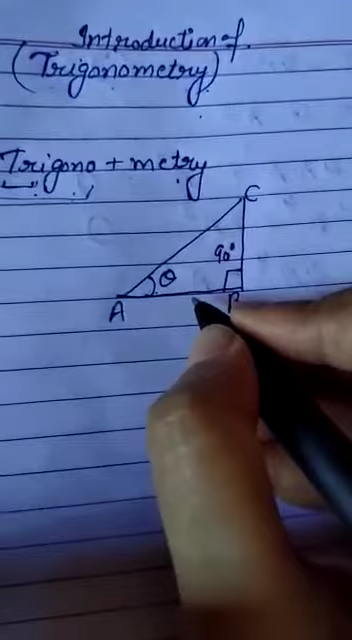 Introduction of
(Trigonometry)
Trigono + metry
C
90°
θ
A B